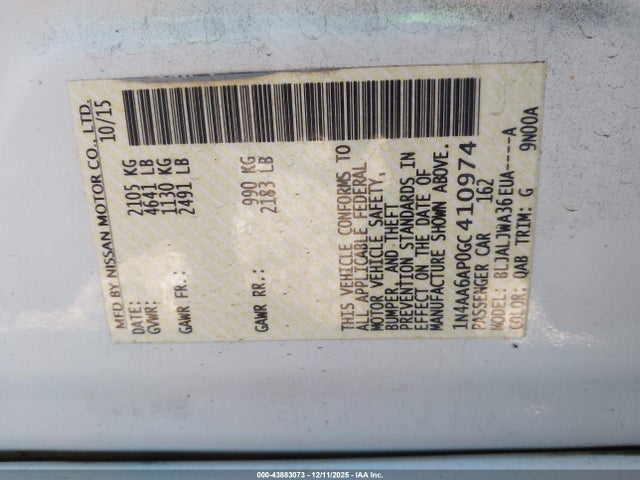 MFD BY NISSAN MOTOR CO., LTD.
DATE: 10/15
GVWR: 2105 KG
4641 LB
GAWR FR: 1130 KG
2491 LB
GAWR RR: 990 KG
2183 LB
THIS VEHICLE CONFORMS TO
ALL APPLICABLE FEDERAL
MOTOR VEHICLE SAFETY,
BUMPER, AND THEFT
PREVENTION STANDARDS IN
EFFECT ON THE DATE OF
MANUFACTURE SHOWN ABOVE.
1N4AA6AP0GC410974
PASSENGER CAR 162
MODEL: BLJALJWA36EUA----A
COLOR: QAB TRIM: G 9N00A
000-43883073 - 12/11/2025 - IAA Inc.